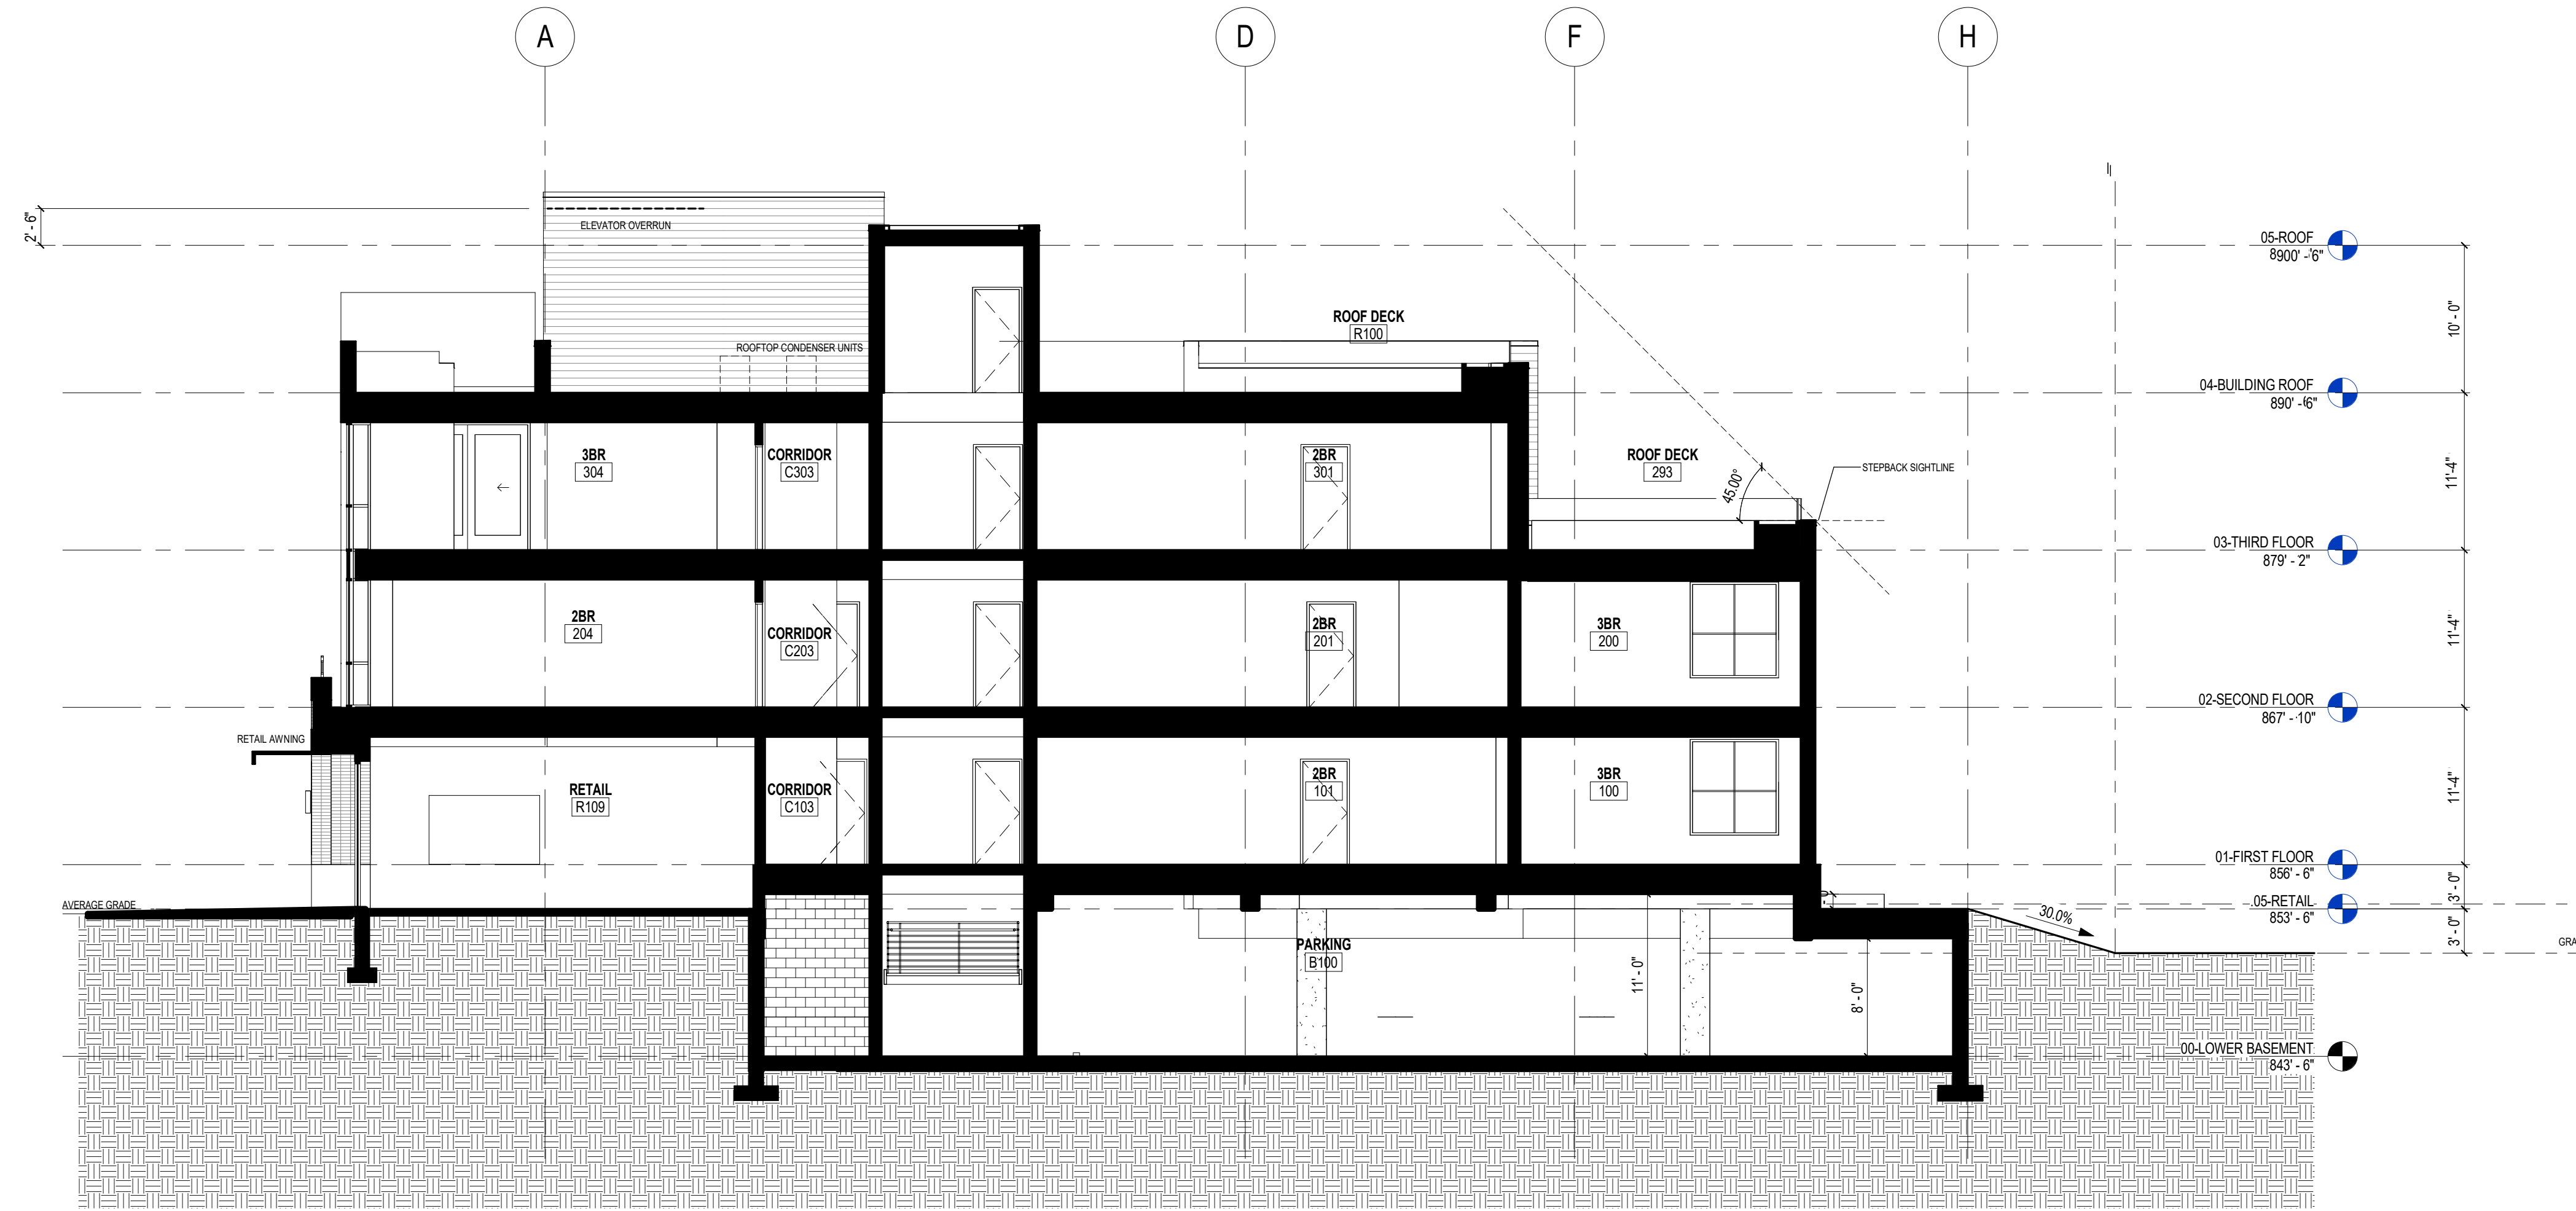 A
D
F
H
2' - 6"
ELEVATOR OVERRUN
05-ROOF
10' - 0"
ROOF DECK
R100
ROOFTOP CONDENSER UNITS
04-BUILDING ROOF
890' - 6"
3BR
304
CORRIDOR
C303
2BR
301
ROOF DECK
293
45.00°
STEPBACK SIGHTLINE
11'-4"
03-THIRD FLOOR
879' - 2"
2BR
204
CORRIDOR
C203
2BR
201
3BR
200
11'-4"
02-SECOND FLOOR
867' - 10"
RETAIL AWNING
RETAIL
R109
CORRIDOR
C103
2BR
101
3BR
100
11'-4"
01-FIRST FLOOR
856' - 6"
3' - 0"
AVERAGE GRADE
.05-RETAIL
853' - 6"
30.0%
3' - 0"
GRA
PARKING
B100
11' - 0"
8' - 0"
00-LOWER BASEMENT
843' - 6"